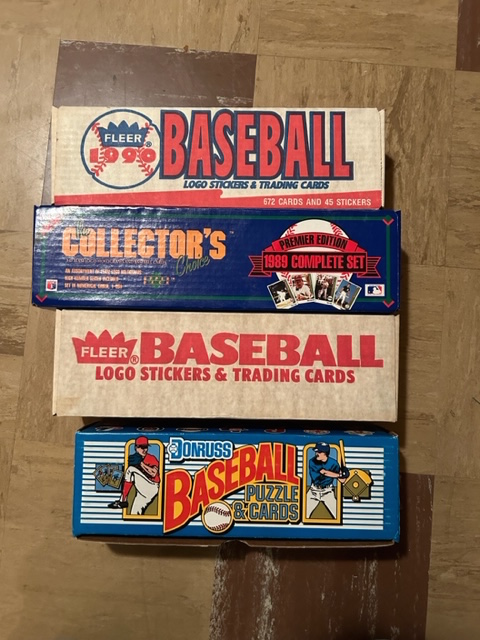 FLEER®
1990
BASEBALL
LOGO STICKERS & TRADING CARDS
672 CARDS AND 45 STICKERS
COLLECTOR'S™
Choice
PREMIER EDITION
1989 COMPLETE SET
FLEER® BASEBALL
LOGO STICKERS & TRADING CARDS
DONRUSS
BASEBALL
PUZZLE
& CARDS